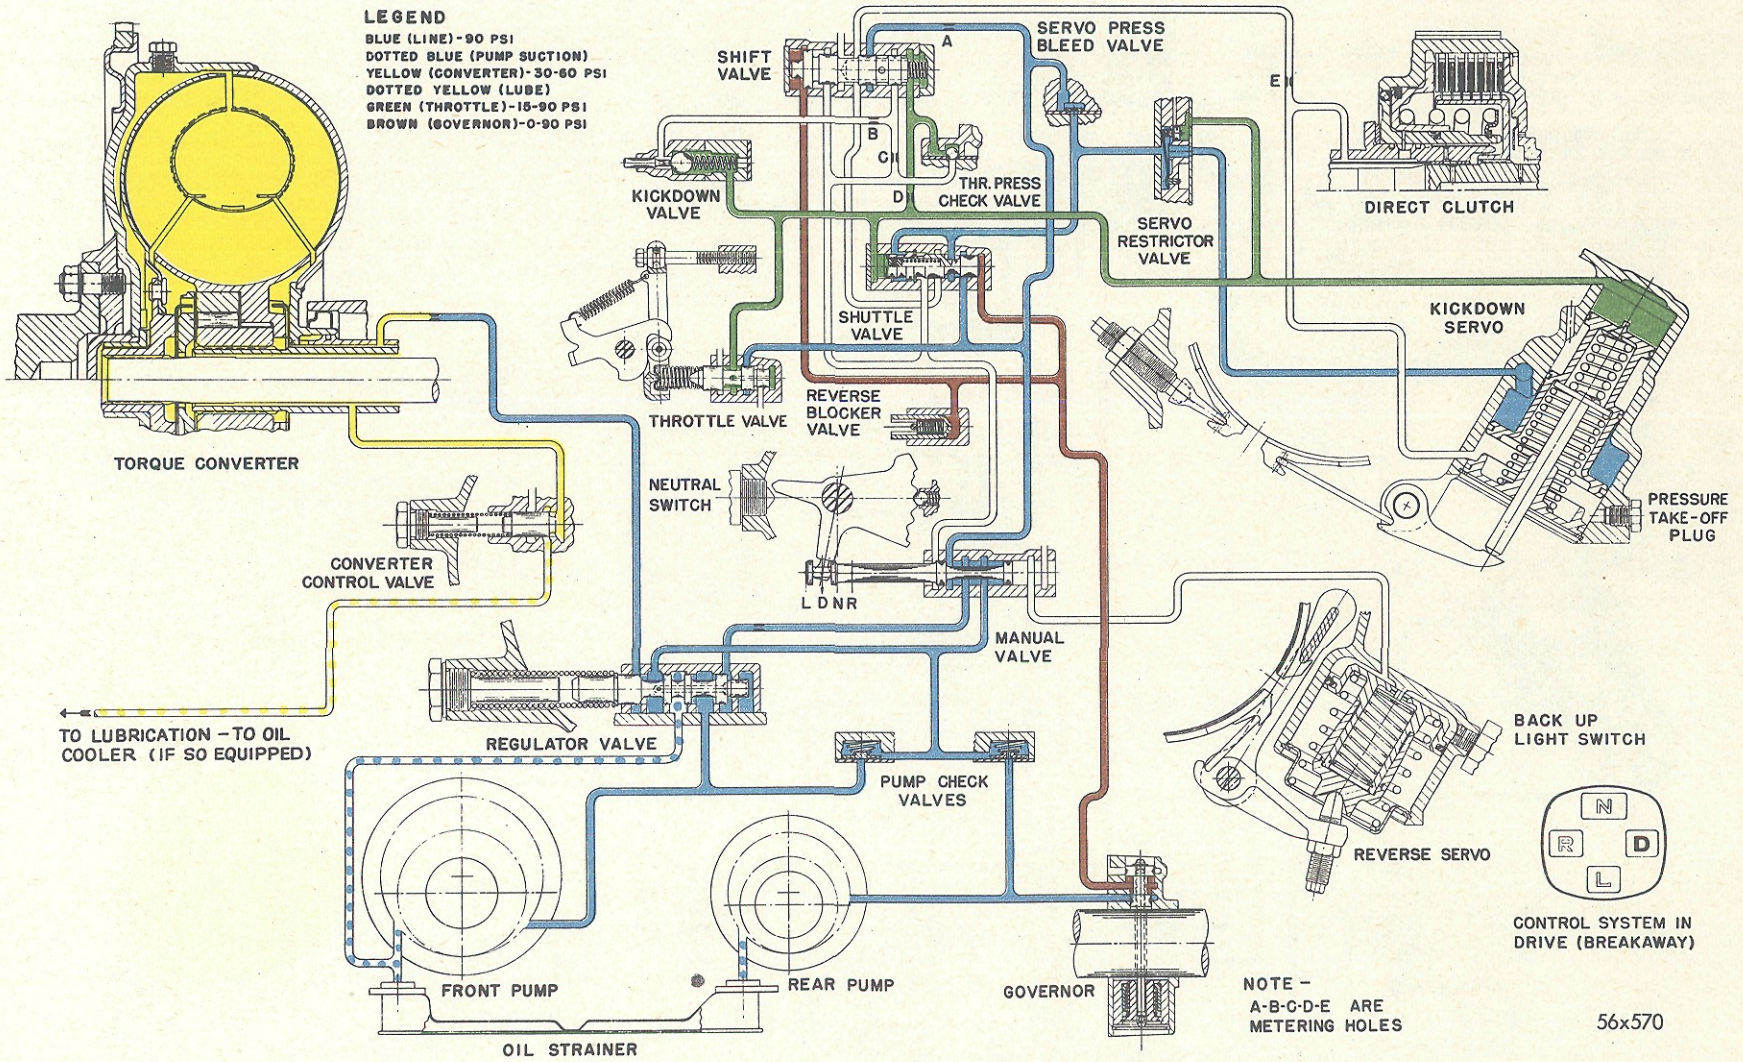 LEGEND
BLUE (LINE)-90 PSI
DOTTED BLUE (PUMP SUCTION)
YELLOW (CONVERTER)-30-60 PSI
DOTTED YELLOW (LUBE)
GREEN (THROTTLE)-15-90 PSI
BROWN (GOVERNOR)-0-90 PSI
SHIFT
VALVE
A
SERVO PRESS
BLEED VALVE
E
B
C
D
KICKDOWN
VALVE
THR. PRESS
CHECK VALVE
DIRECT CLUTCH
SERVO
RESTRICTOR
VALVE
SHUTTLE
VALVE
KICKDOWN
SERVO
THROTTLE VALVE
REVERSE
BLOCKER
VALVE
TORQUE CONVERTER
NEUTRAL
SWITCH
PRESSURE
TAKE-OFF
PLUG
CONVERTER
CONTROL VALVE
L D N R
MANUAL
VALVE
TO LUBRICATION – TO OIL
COOLER (IF SO EQUIPPED)
REGULATOR VALVE
BACK UP
LIGHT SWITCH
PUMP CHECK
VALVES
N
R
D
L
REVERSE SERVO
CONTROL SYSTEM IN
DRIVE (BREAKAWAY)
FRONT PUMP
REAR PUMP
GOVERNOR
NOTE –
A-B-C-D-E ARE
METERING HOLES
56x570
OIL STRAINER